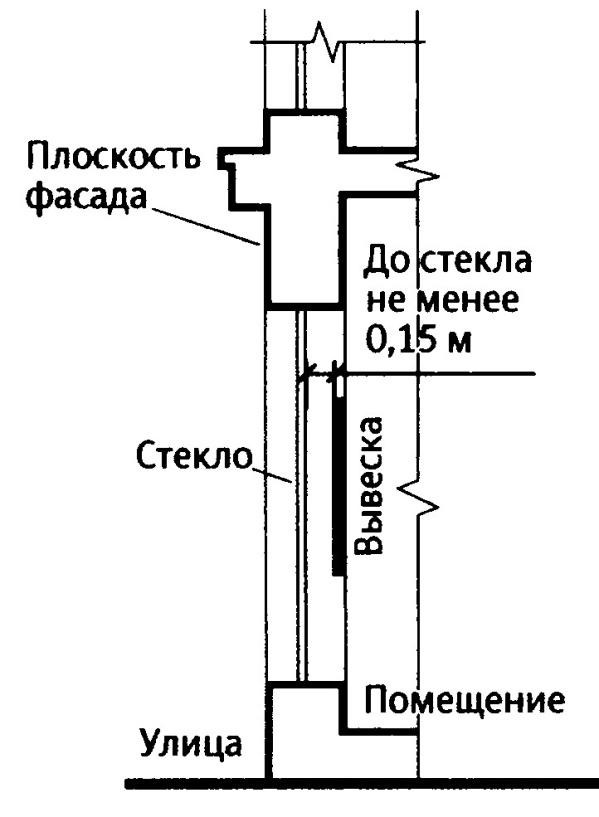 Плоскость
фасада
До стекла
не менее
0,15 м
Стекло
Вывеска
Помещение
Улица